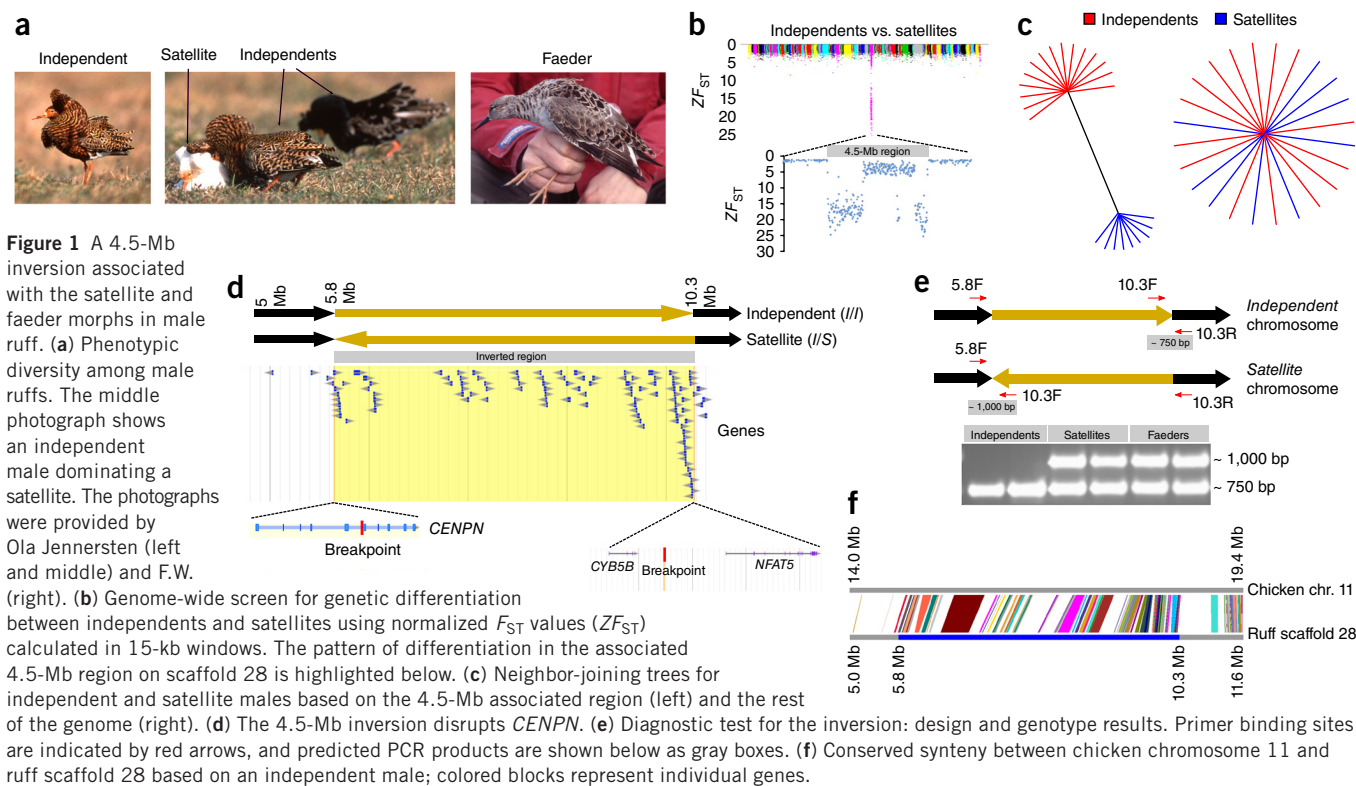 a
Independent
Satellite
Independents
Faeder
b
Independents vs. satellites
0
5
10
15
20
25
ZFST
4.5-Mb region
0
5
10
15
20
25
30
ZFST
c
Independents
Satellites
Figure 1 A 4.5-Mb
inversion associated
with the satellite and
faeder morphs in male
ruff. (a) Phenotypic
diversity among male
ruffs. The middle
photograph shows
an independent
male dominating a
satellite. The photographs
were provided by
Ola Jennersten (left
and middle) and F.W.
(right). (b) Genome-wide screen for genetic differentiation
between independents and satellites using normalized FST values (ZFST)
calculated in 15-kb windows. The pattern of differentiation in the associated
4.5-Mb region on scaffold 28 is highlighted below. (c) Neighbor-joining trees for
independent and satellite males based on the 4.5-Mb associated region (left) and the rest
of the genome (right). (d) The 4.5-Mb inversion disrupts CENPN. (e) Diagnostic test for the inversion: design and genotype results. Primer binding sites
are indicated by red arrows, and predicted PCR products are shown below as gray boxes. (f) Conserved synteny between chicken chromosome 11 and
ruff scaffold 28 based on an independent male; colored blocks represent individual genes.
d
5
Mb
5.8
Mb
10.3
Mb
Independent (I/I)
Satellite (I/S)
Inverted region
Genes
CENPN
Breakpoint
CYB5B
Breakpoint
NFAT5
e
5.8F
10.3F
Independent
chromosome
10.3R
~ 750 bp
5.8F
Satellite
chromosome
10.3F
10.3R
~ 1,000 bp
Independents
Satellites
Faeders
~ 1,000 bp
~ 750 bp
f
14.0 Mb
19.4 Mb
Chicken chr. 11
Ruff scaffold 28
5.0 Mb
5.8 Mb
10.3 Mb
11.6 Mb